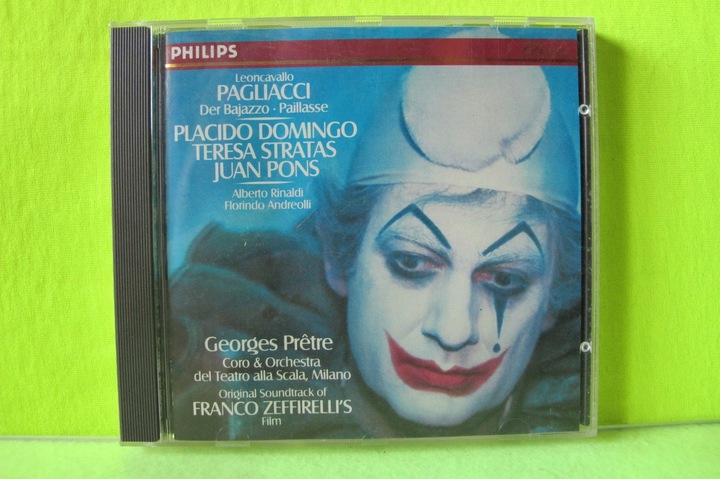 PHILIPS
Leoncavallo
PAGLIACCI
Der Bajazzo · Paillasse
PLACIDO DOMINGO
TERESA STRATAS
JUAN PONS
Alberto Rinaldi
Florindo Andreolli
Georges Prêtre
Coro & Orchestra
del Teatro alla Scala, Milano
Original Soundtrack of
FRANCO ZEFFIRELLI'S
Film